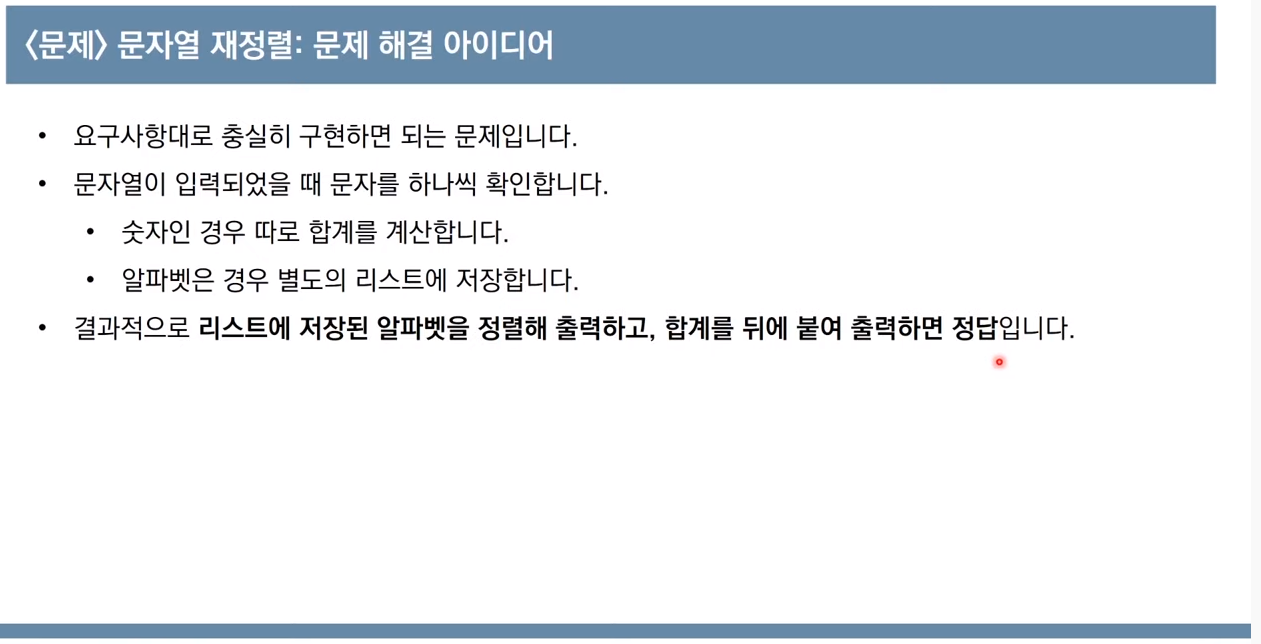 〈문제〉 문자열 재정렬: 문제 해결 아이디어
• 요구사항대로 충실히 구현하면 되는 문제입니다.
• 문자열이 입력되었을 때 문자를 하나씩 확인합니다.
• 숫자인 경우 따로 합계를 계산합니다.
• 알파벳은 경우 별도의 리스트에 저장합니다.
• 결과적으로 리스트에 저장된 알파벳을 정렬해 출력하고, 합계를 뒤에 붙여 출력하면 정답입니다.